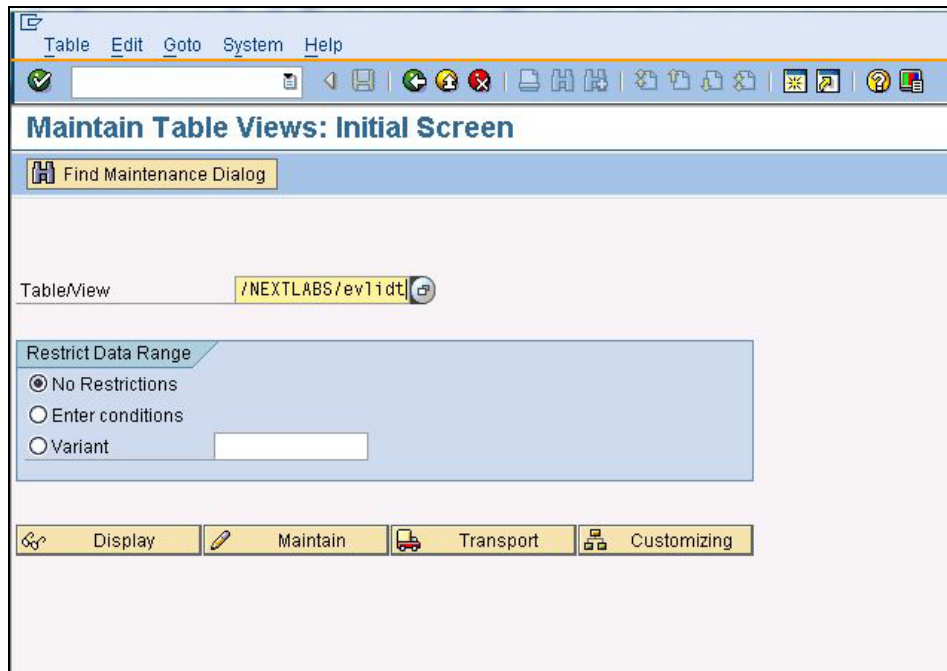 Table Edit Goto System Help
Maintain Table Views: Initial Screen
Find Maintenance Dialog
Table/View /NEXTLABS/evlidt
Restrict Data Range
No Restrictions
Enter conditions
Variant
Display Maintain Transport Customizing